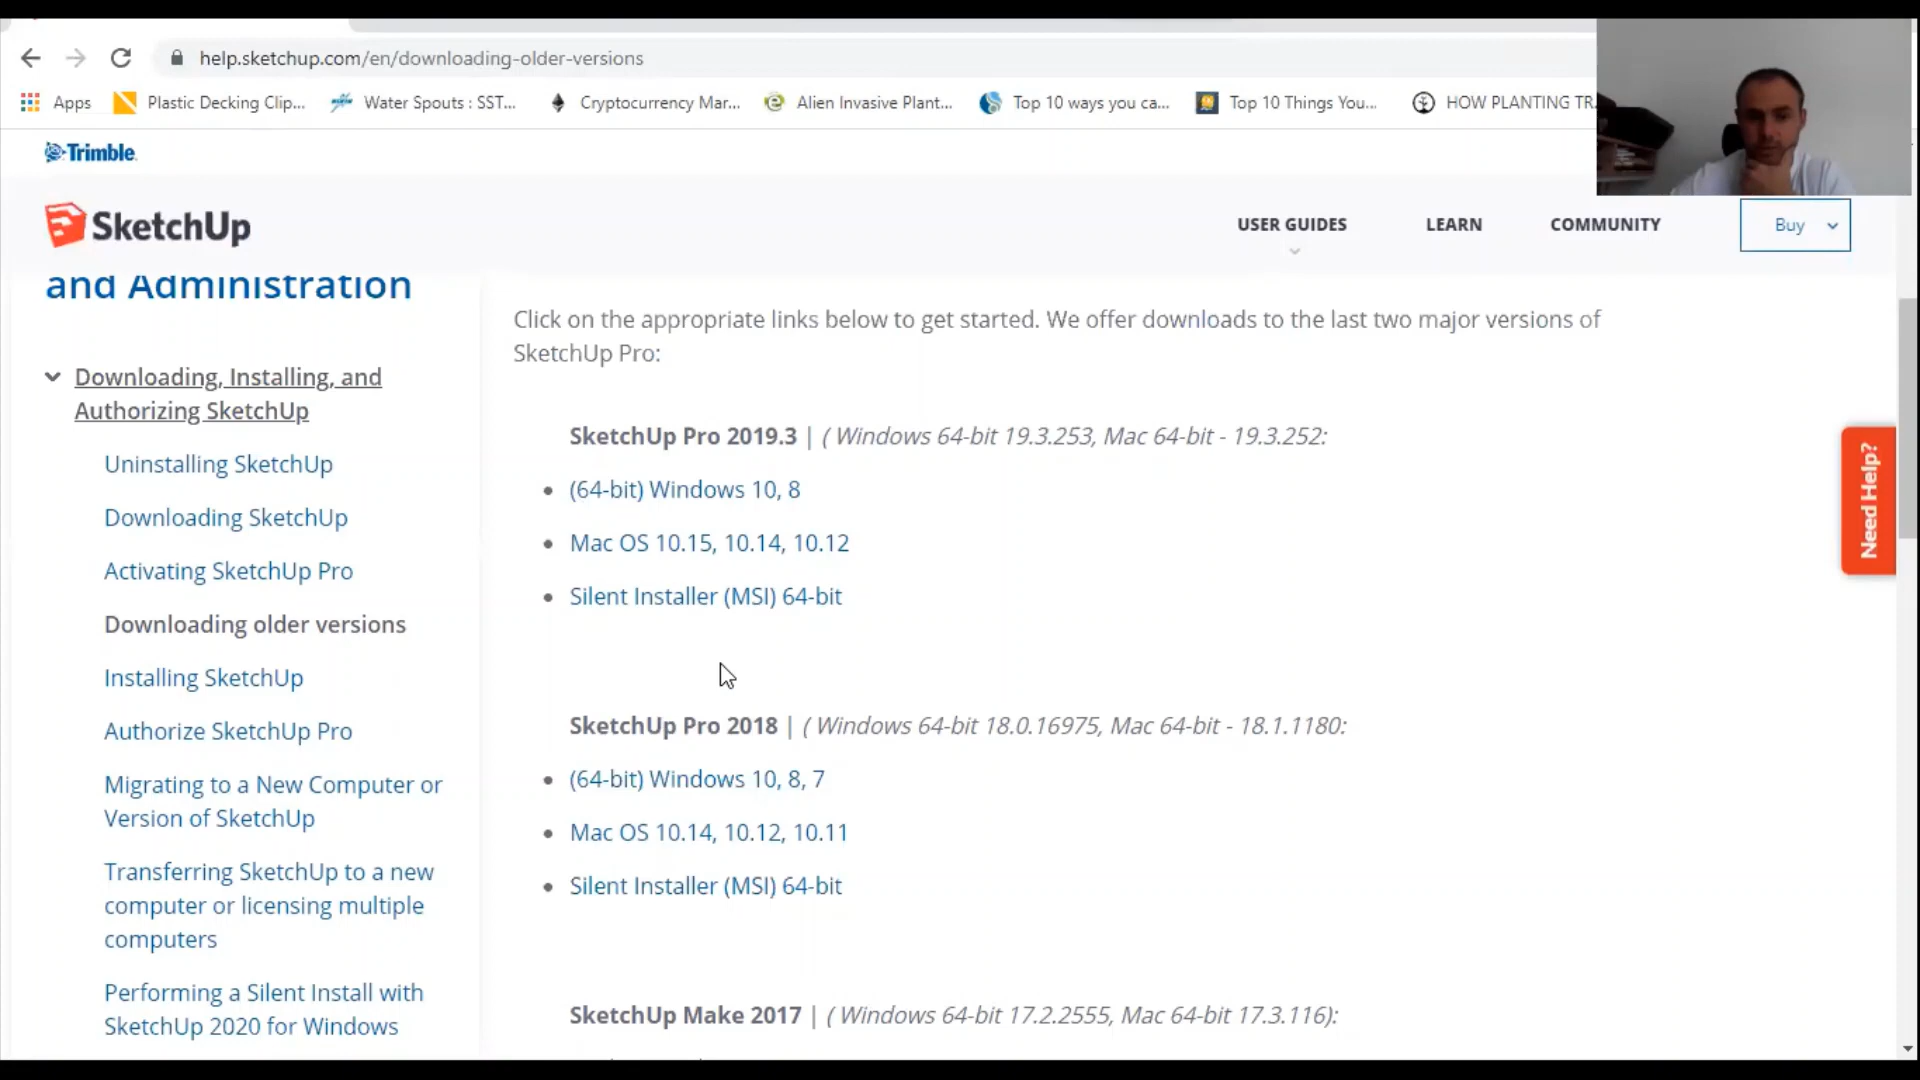 help.sketchup.com/en/downloading-older-versions
Apps
Plastic Decking Clip...
Water Spouts : SST...
Cryptocurrency Mar...
Alien Invasive Plant...
Top 10 ways you ca...
Top 10 Things You...
HOW PLANTING TR
Trimble
SketchUp
USER GUIDES
LEARN
COMMUNITY
Buy
and Administration
Downloading, Installing, and
Authorizing SketchUp
Uninstalling SketchUp
Downloading SketchUp
Activating SketchUp Pro
Downloading older versions
Installing SketchUp
Authorize SketchUp Pro
Migrating to a New Computer or
Version of SketchUp
Transferring SketchUp to a new
computer or licensing multiple
computers
Performing a Silent Install with
SketchUp 2020 for Windows
Click on the appropriate links below to get started. We offer downloads to the last two major versions of
SketchUp Pro:
SketchUp Pro 2019.3 | ( Windows 64-bit 19.3.253, Mac 64-bit - 19.3.252:
(64-bit) Windows 10, 8
Mac OS 10.15, 10.14, 10.12
Silent Installer (MSI) 64-bit
SketchUp Pro 2018 | ( Windows 64-bit 18.0.16975, Mac 64-bit - 18.1.1180:
(64-bit) Windows 10, 8, 7
Mac OS 10.14, 10.12, 10.11
Silent Installer (MSI) 64-bit
SketchUp Make 2017 | ( Windows 64-bit 17.2.2555, Mac 64-bit 17.3.116):
Need Help?